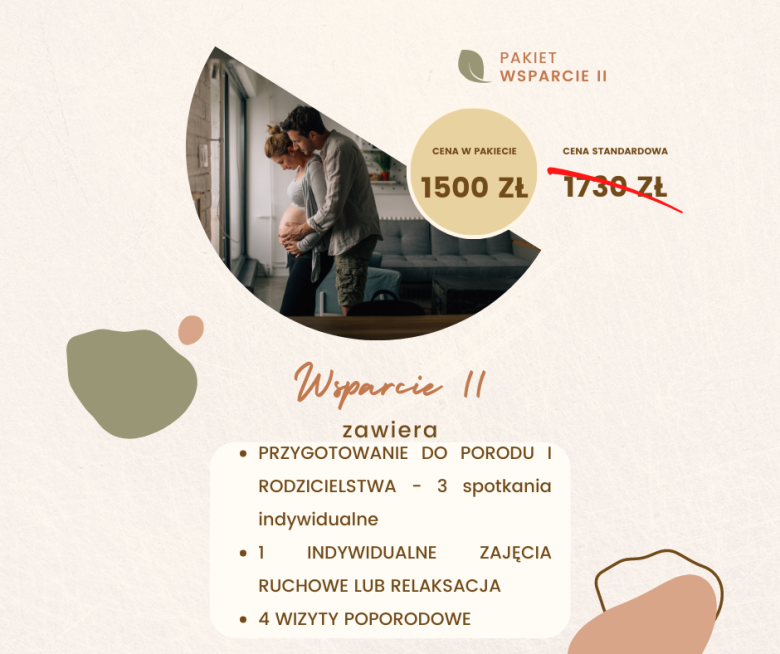 PAKIET
WSPARCIE II
CENA W PAKIECIE
1500 ZŁ
CENA STANDARDOWA
1730 ZŁ
Wsparcie II
zawiera
• PRZYGOTOWANIE DO PORODU I
RODZICIELSTWA - 3 spotkania
indywidualne
• 1 INDYWIDUALNE ZAJĘCIA
RUCHOWE LUB RELAKSACJA
• 4 WIZYTY POPORODOWE